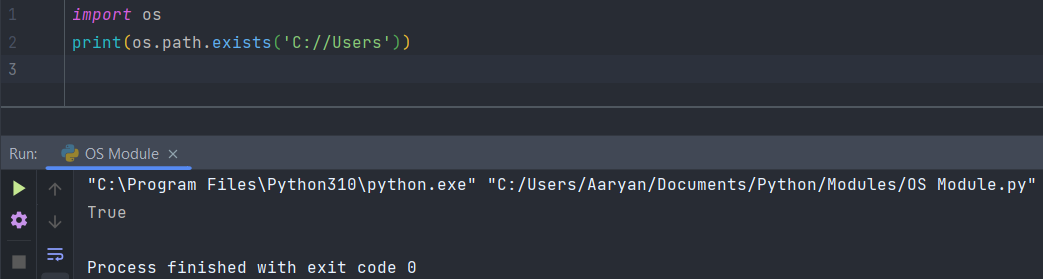 1 import os
2 print(os.path.exists('C://Users'))
3
Run: OS Module ×
"C:\Program Files\Python310\python.exe" "C:/Users/Aaryan/Documents/Python/Modules/OS Module.py"
True
Process finished with exit code 0